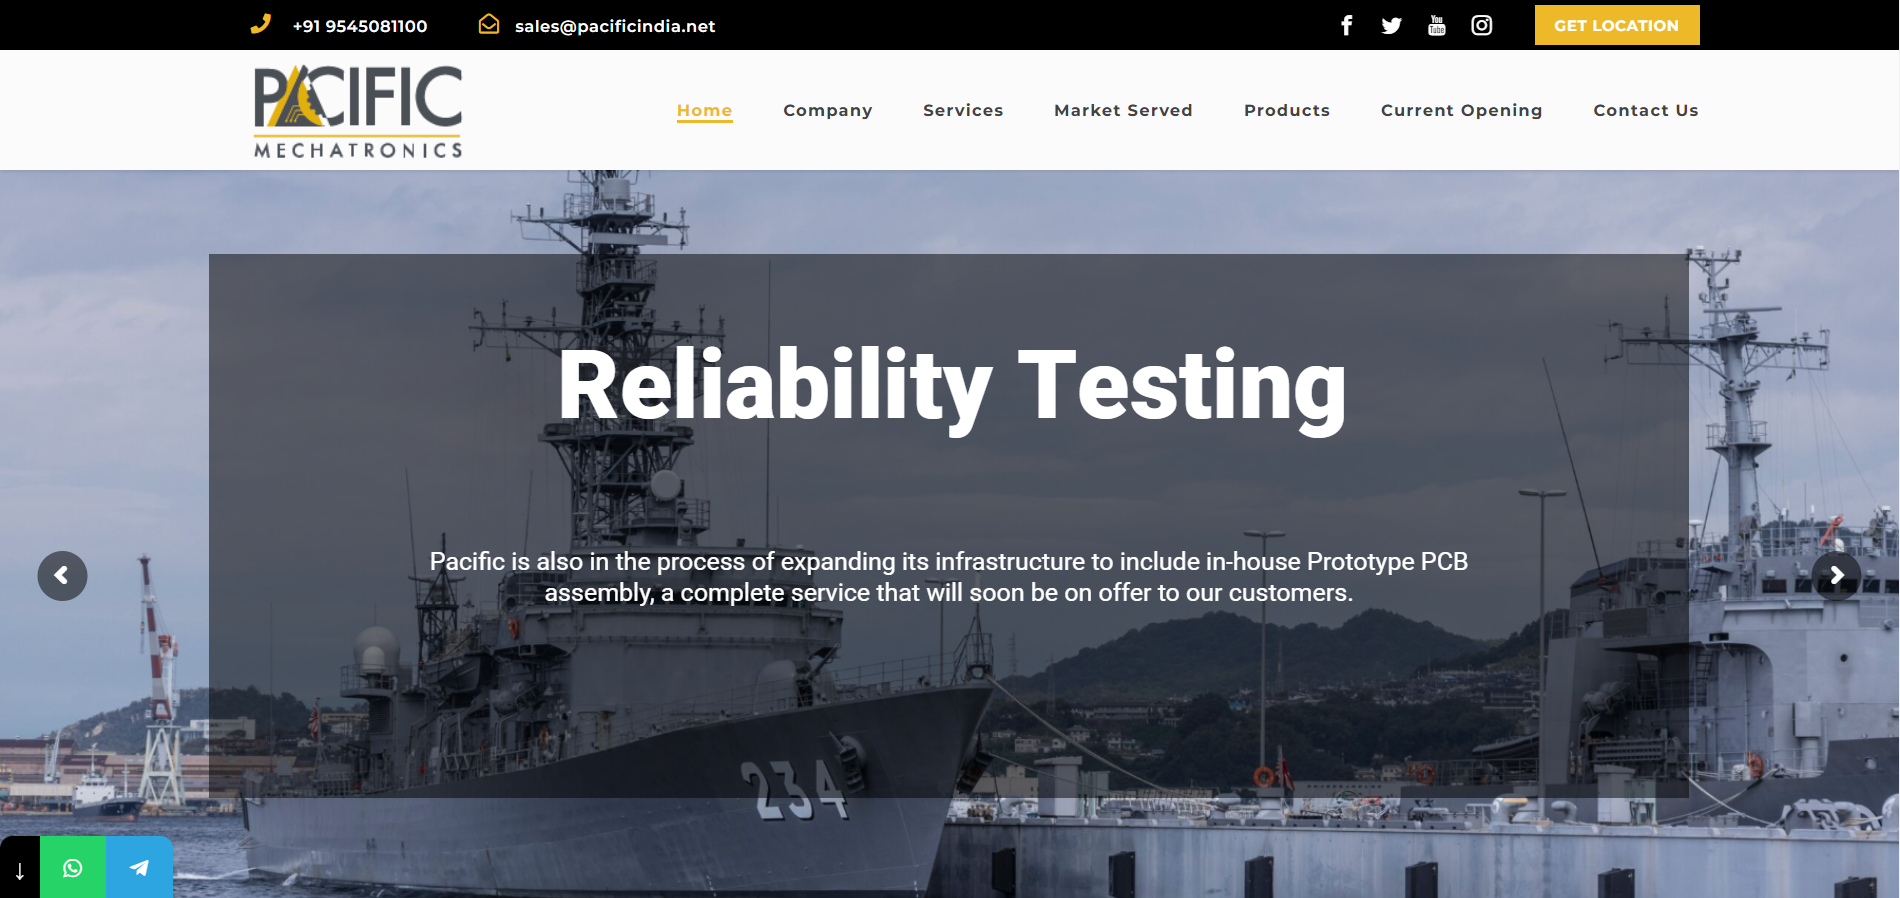 +91 9545081100
sales@pacificindia.net
GET LOCATION
PACIFIC
MECHATRONICS
Home
Company
Services
Market Served
Products
Current Opening
Contact Us
Reliability Testing
Pacific is also in the process of expanding its infrastructure to include in-house Prototype PCB
assembly, a complete service that will soon be on offer to our customers.
234